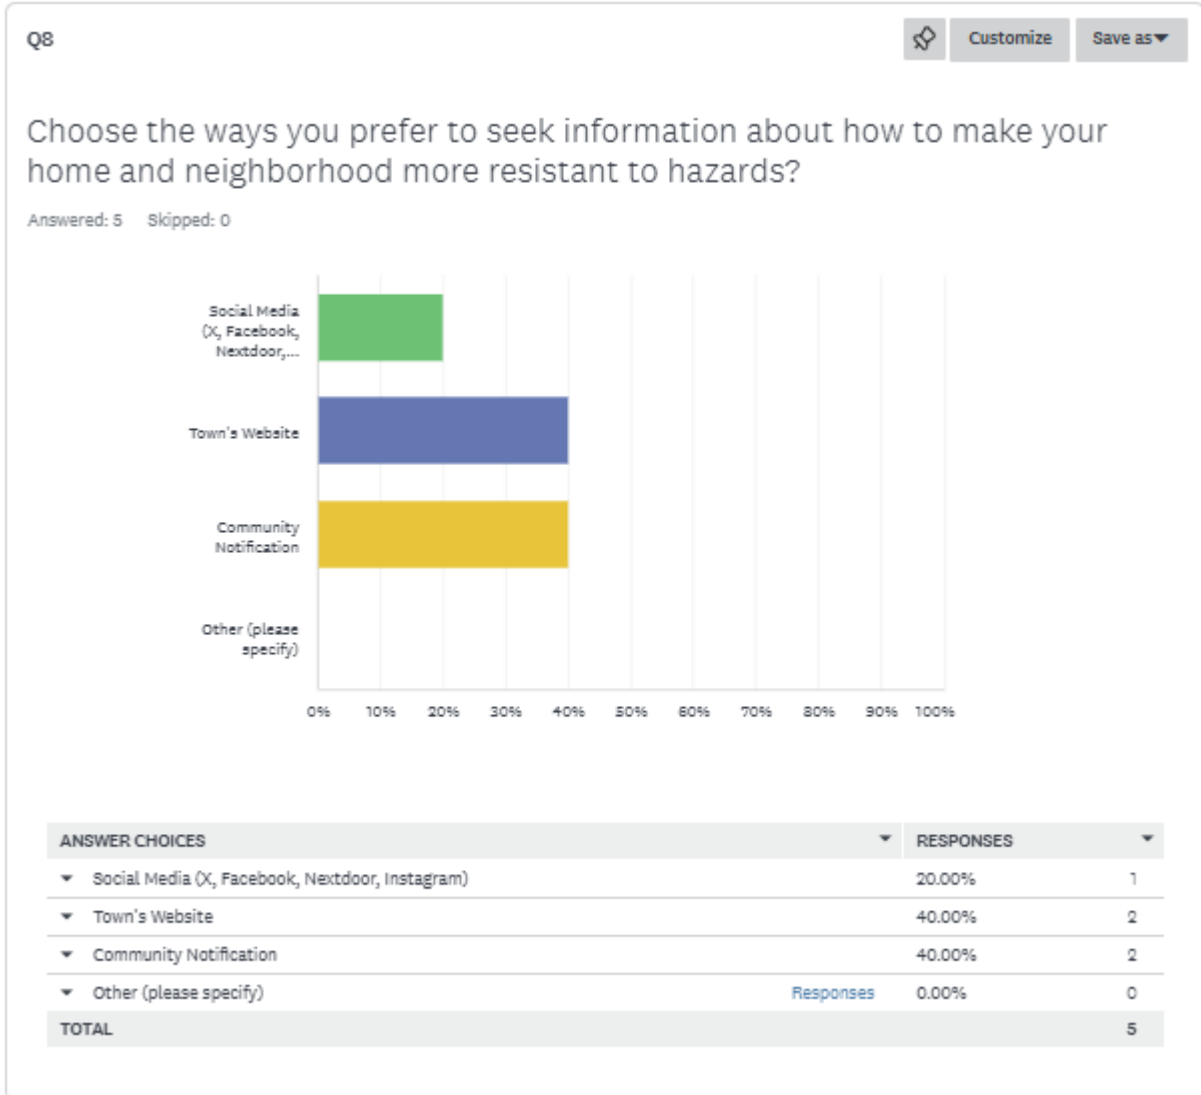 Q8
Customize
Save as
Choose the ways you prefer to seek information about how to make your
home and neighborhood more resistant to hazards?
Answered: 5 Skipped: 0
Social Media
(X, Facebook,
Nextdoor,...
Town's Website
Community
Notification
Other (please
specify)
0% 10% 20% 30% 40% 50% 60% 70% 80% 90% 100%
ANSWER CHOICES RESPONSES
Social Media (X, Facebook, Nextdoor, Instagram) 20.00% 1
Town's Website 40.00% 2
Community Notification 40.00% 2
Other (please specify) Responses 0.00% 0
TOTAL 5